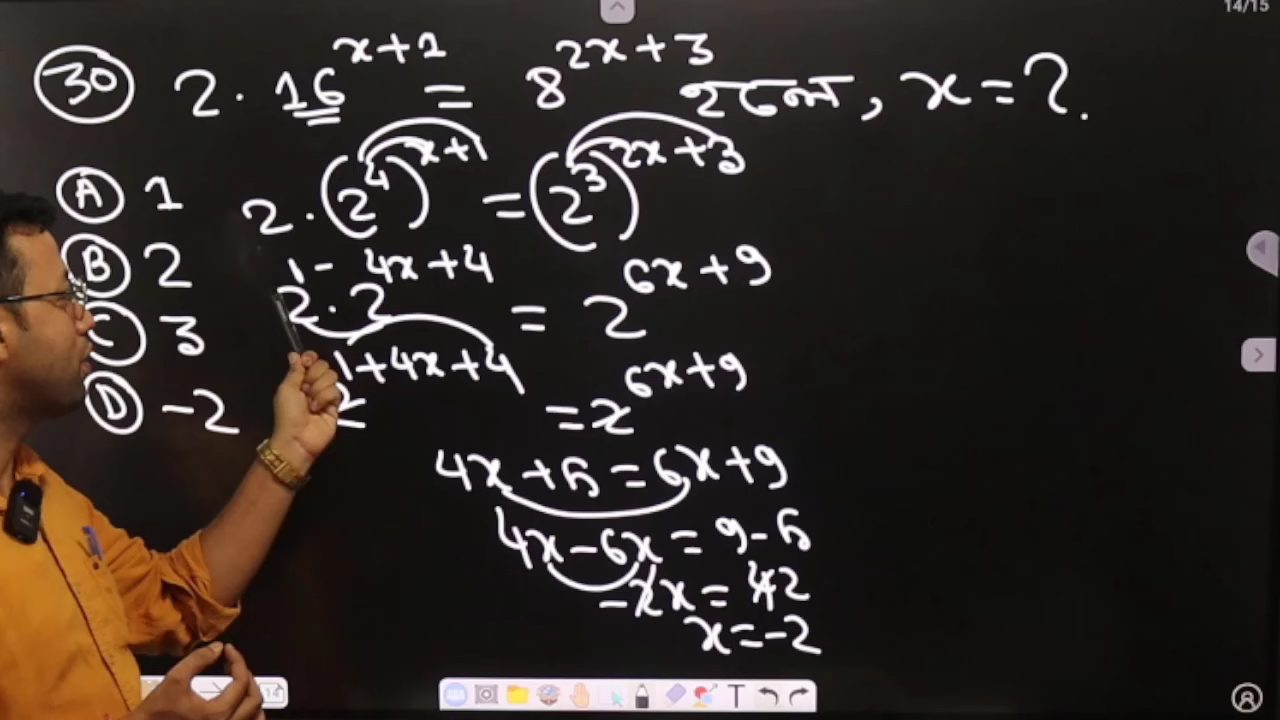 14/15
30 2 · 16^{x+1} = 8^{2x+3} হলে, x = ?
A 1
2 · (2^4)^{x+1} = (2^3)^{2x+3}
B 2
2^1 · 2^{4x+4} = 2^{6x+9}
C 3
2^{1+4x+4} = 2^{6x+9}
D -2
4x + 5 = 6x + 9
4x - 6x = 9 - 5
-2x = 4 2
x = -2
T